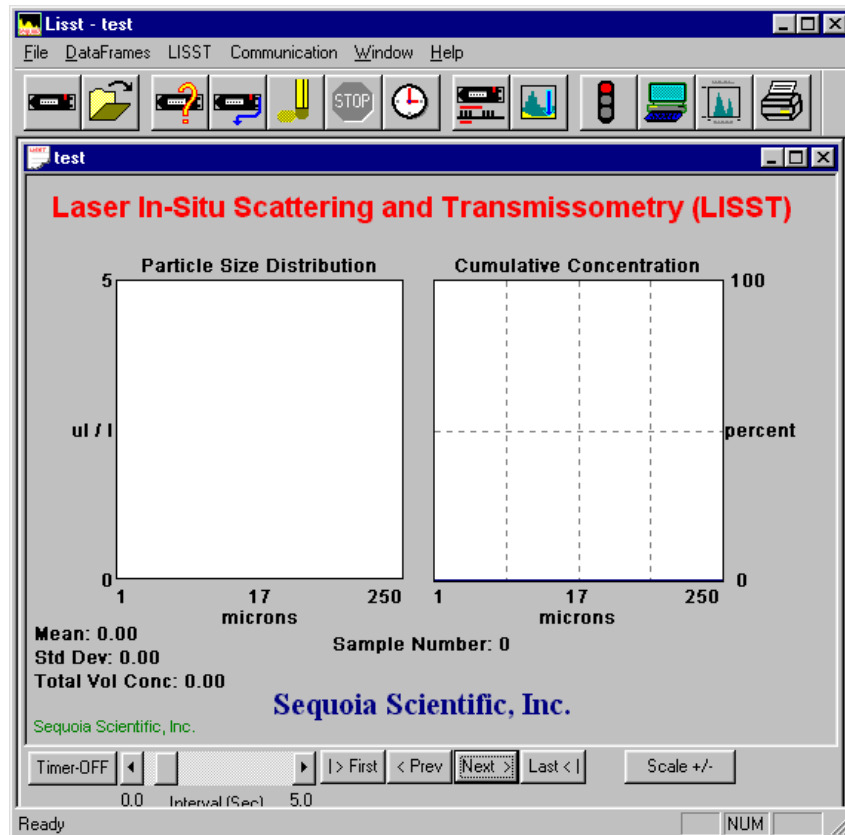 Lisst - test
File DataFrames LISST Communication Window Help
STOP
test
Laser In-Situ Scattering and Transmissometry (LISST)
Particle Size Distribution Cumulative Concentration
5 100
ul / l percent
0 0
1 17 250 1 17 250
microns microns
Mean: 0.00
Sample Number: 0
Std Dev: 0.00
Total Vol Conc: 0.00
Sequoia Scientific, Inc.
Sequoia Scientific, Inc.
Timer-OFF |> First < Prev Next > Last < | Scale +/-
0.0 Interval (Sec) 5.0
Ready NUM